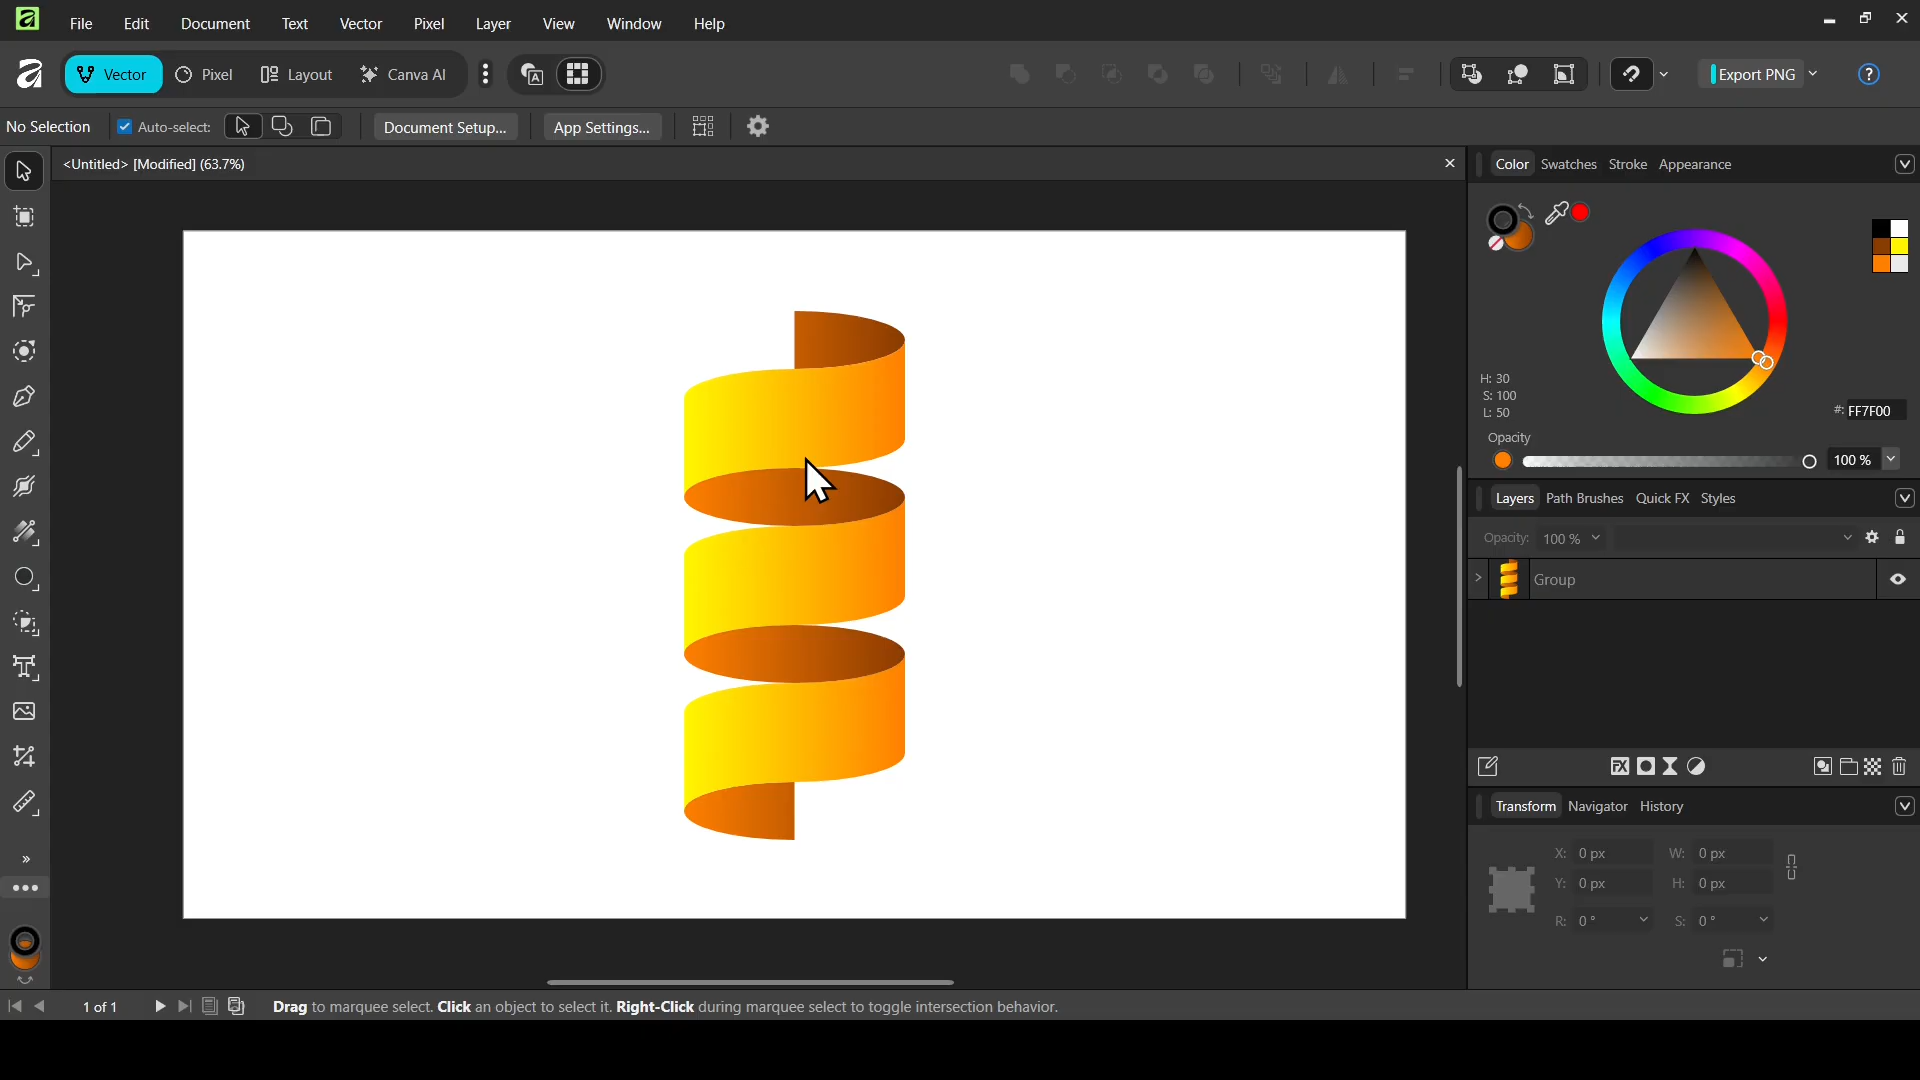 File Edit Document Text Vector Pixel Layer View Window Help
Vector Pixel Layout Canva AI Export PNG
No Selection Auto-select: Document Setup... App Settings...
<Untitled> [Modified] (63.7%)
Color Swatches Stroke Appearance
H: 30
S: 100
L: 50
#: FF7F00
Opacity
100 %
Layers Path Brushes Quick FX Styles
Opacity: 100 %
Group
FX
Transform Navigator History
X: 0 px W: 0 px
Y: 0 px H: 0 px
R: 0 ° S: 0 °
1 of 1 Drag to marquee select. Click an object to select it. Right-Click during marquee select to toggle intersection behavior.